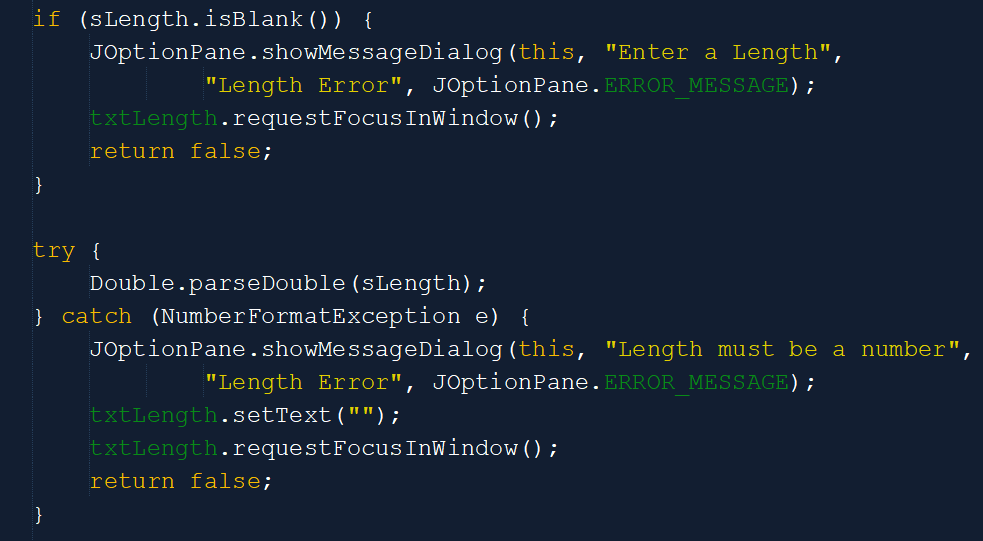 if (sLength.isBlank()) {
    JOptionPane.showMessageDialog(this, "Enter a Length",
            "Length Error", JOptionPane.ERROR_MESSAGE);
    txtLength.requestFocusInWindow();
    return false;
}

try {
    Double.parseDouble(sLength);
} catch (NumberFormatException e) {
    JOptionPane.showMessageDialog(this, "Length must be a number",
            "Length Error", JOptionPane.ERROR_MESSAGE);
    txtLength.setText("");
    txtLength.requestFocusInWindow();
    return false;
}